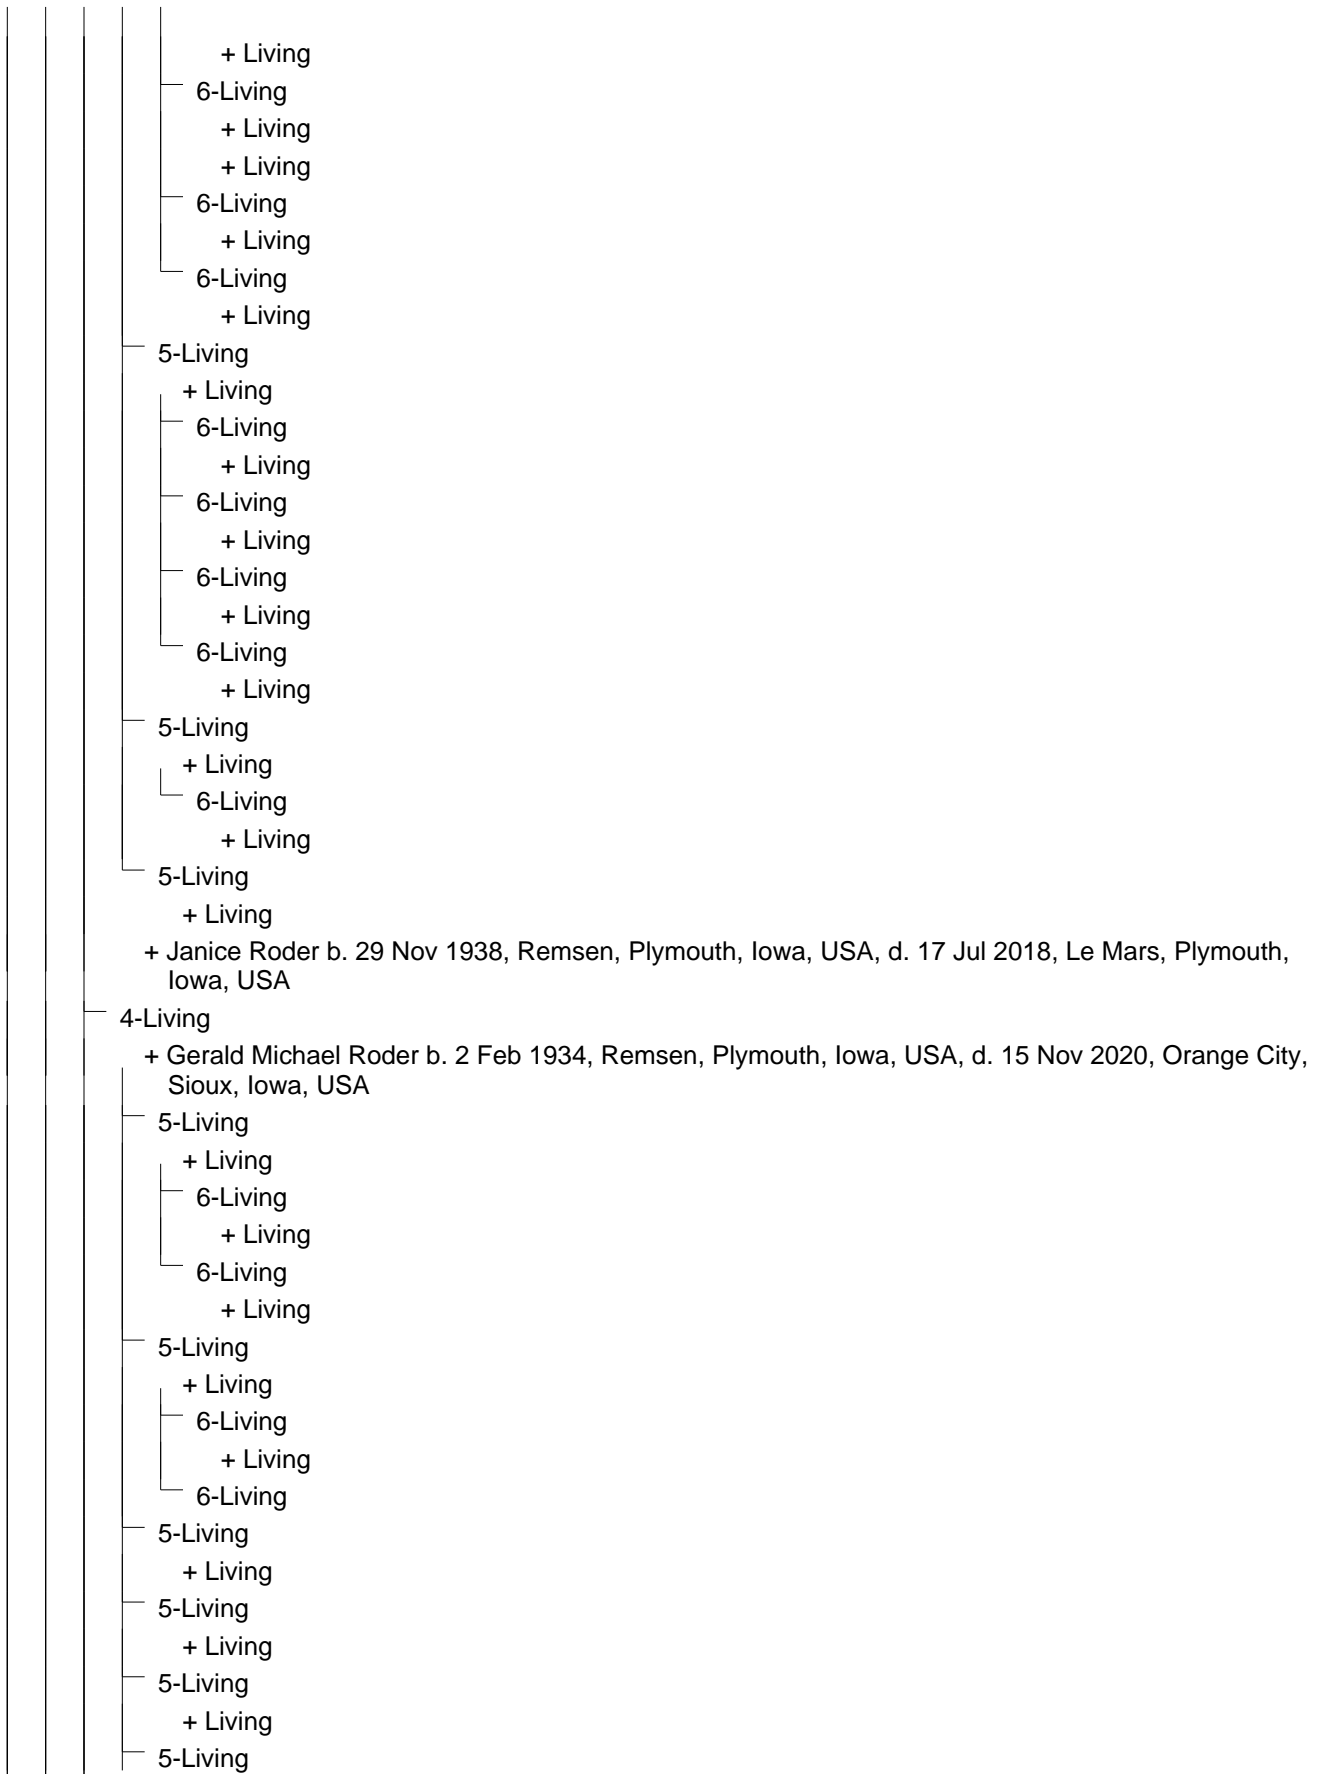 + Living
6-Living
+ Living
+ Living
6-Living
+ Living
6-Living
+ Living
5-Living
+ Living
6-Living
+ Living
6-Living
+ Living
6-Living
+ Living
6-Living
+ Living
5-Living
+ Living
6-Living
+ Living
5-Living
+ Living
+ Janice Roder b. 29 Nov 1938, Remsen, Plymouth, Iowa, USA, d. 17 Jul 2018, Le Mars, Plymouth,
Iowa, USA
4-Living
+ Gerald Michael Roder b. 2 Feb 1934, Remsen, Plymouth, Iowa, USA, d. 15 Nov 2020, Orange City,
Sioux, Iowa, USA
5-Living
+ Living
6-Living
+ Living
6-Living
+ Living
5-Living
+ Living
6-Living
+ Living
6-Living
5-Living
+ Living
5-Living
+ Living
5-Living
+ Living
5-Living